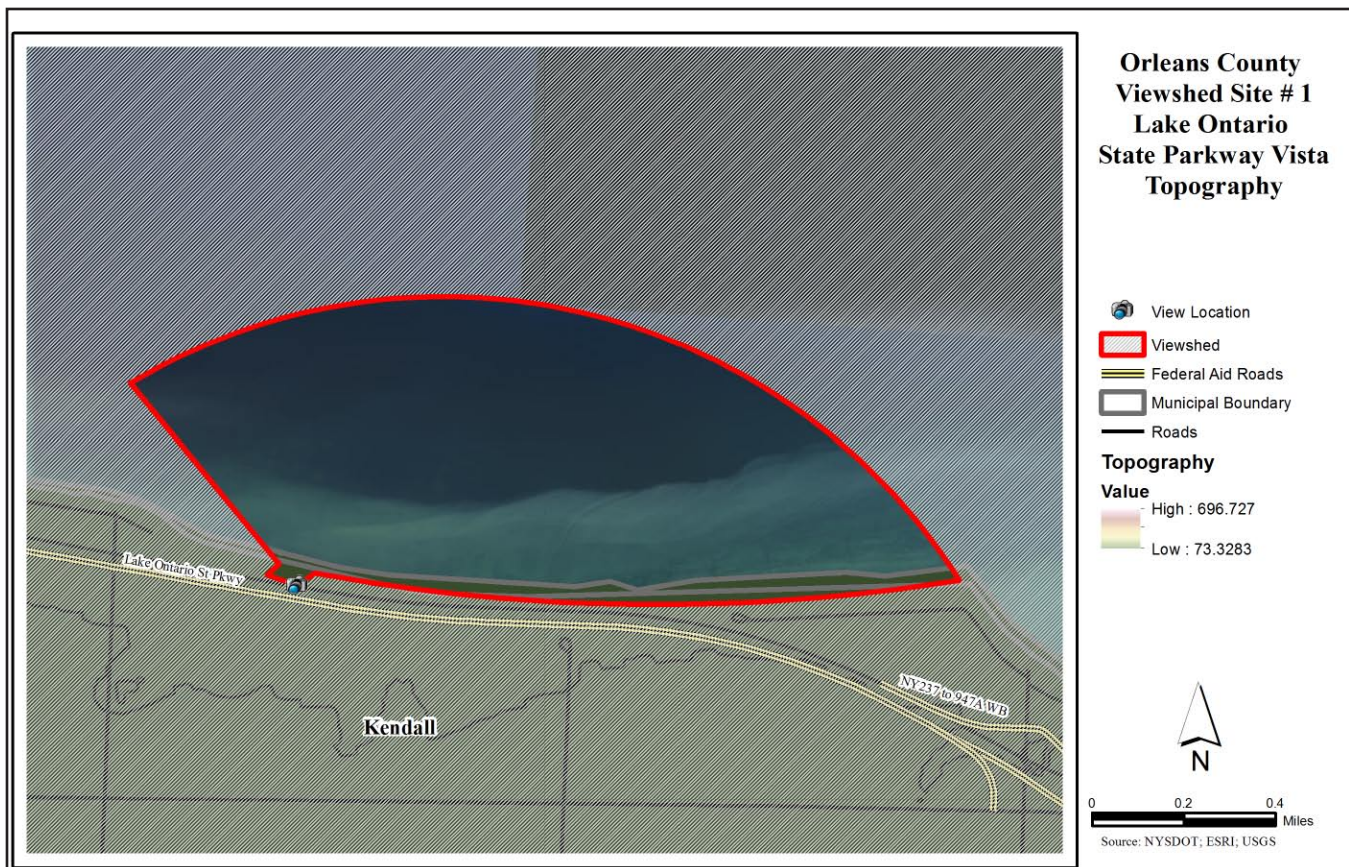 Orleans County
Viewshed Site # 1
Lake Ontario
State Parkway Vista
Topography
View Location
Viewshed
Federal Aid Roads
Municipal Boundary
Roads
Topography
Value
High : 696.727
Low : 73.3283
Lake Ontario St Pkwy
NY237 to 947A WB
Kendall
N
0 0.2 0.4
Miles
Source: NYSDOT; ESRI; USGS